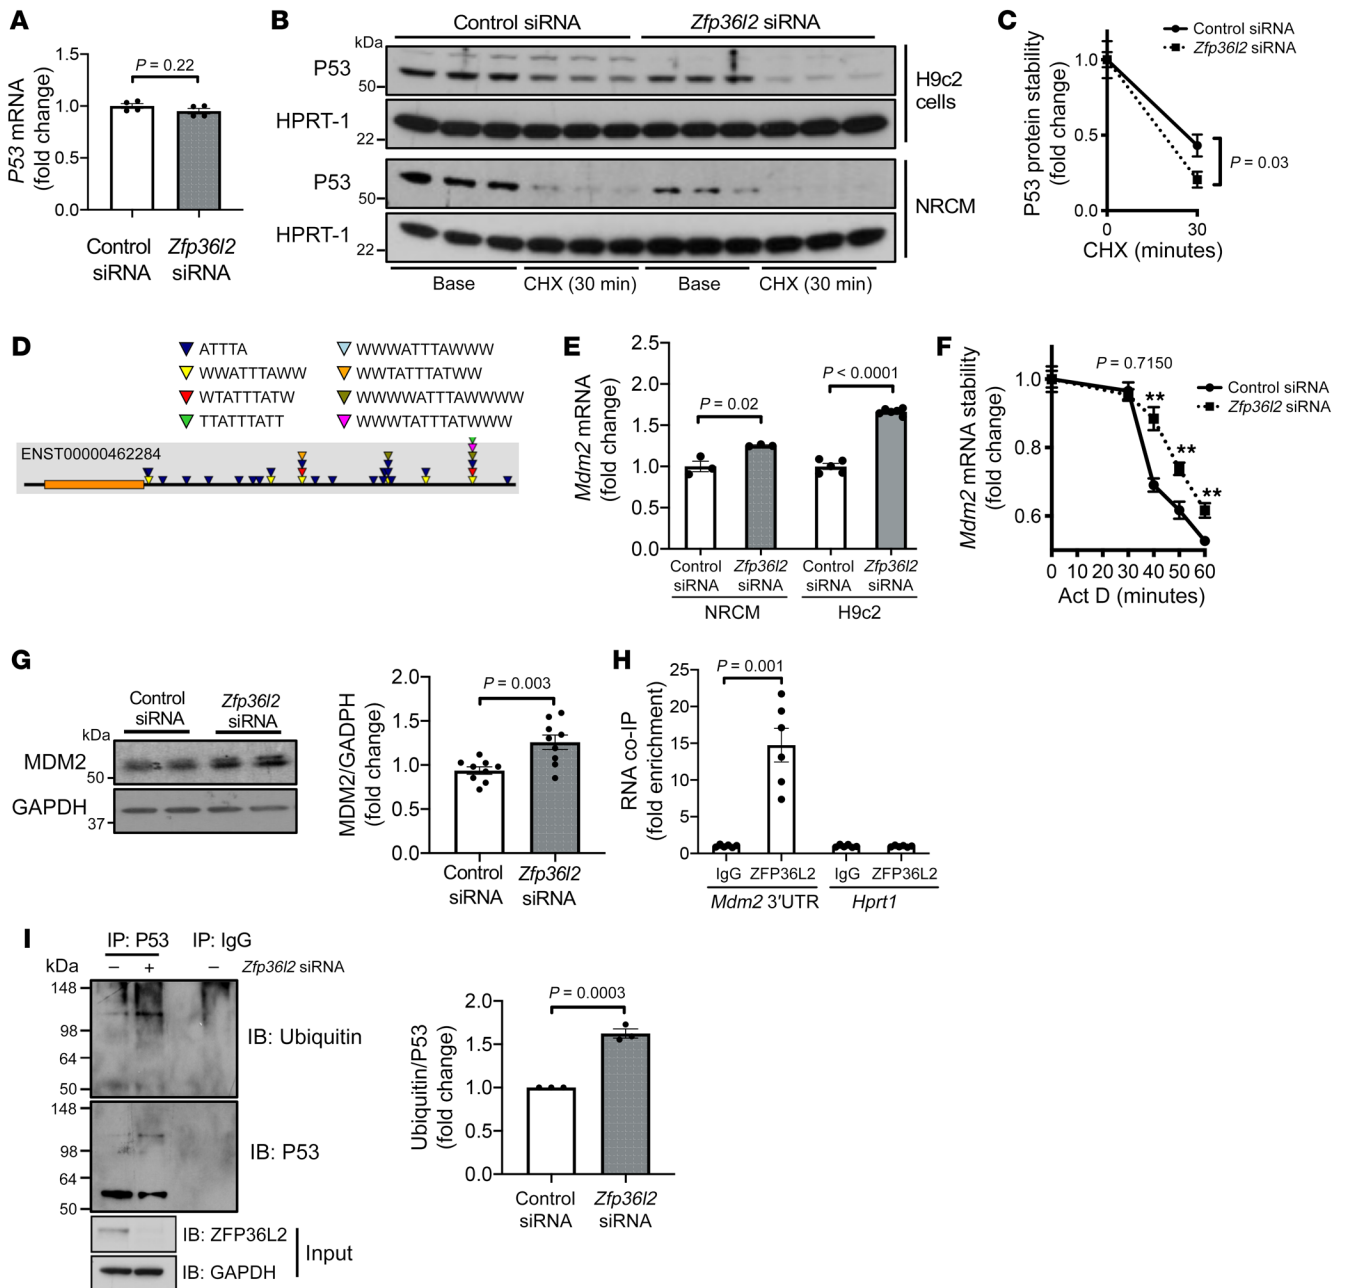 A
1.5
1.0
0.5
0.0
P53 mRNA
(fold change)
P = 0.22
Control
siRNA
Zfp36l2
siRNA
B
Control siRNA
Zfp36l2 siRNA
kDa
P53
50
HPRT-1
22
H9c2
cells
P53
50
HPRT-1
22
NRCM
Base
CHX (30 min)
Base
CHX (30 min)
C
Control siRNA
Zfp36l2 siRNA
P53 protein stability
(fold change)
1.0
0.5
0.0
P = 0.03
0
30
CHX (minutes)
D
ATTTA
WWATTTAWW
WTATTTATW
TTATTTATT
WWWATTTAWWW
WWTATTTATWW
WWWWATTTAWWWW
WWWTATTTATWWW
ENST00000462284
E
Mdm2 mRNA
(fold change)
2.5
2.0
1.5
1.0
0.5
0.0
P = 0.02
P < 0.0001
Control
siRNA
Zfp36l2
siRNA
Control
siRNA
Zfp36l2
siRNA
NRCM
H9c2
F
Mdm2 mRNA stability
(fold change)
1.0
0.8
0.6
P = 0.7150
**
**
**
Control siRNA
Zfp36l2 siRNA
0 10 20 30 40 50 60
Act D (minutes)
G
Control
siRNA
Zfp36l2
siRNA
kDa
MDM2
50
GAPDH
37
MDM2/GADPH
(fold change)
2.0
1.5
1.0
0.5
0.0
P = 0.003
Control
siRNA
Zfp36l2
siRNA
H
RNA co-IP
(fold enrichment)
25
20
15
10
5
0
P = 0.001
IgG ZFP36L2 IgG ZFP36L2
Mdm2 3'UTR
Hprt1
I
IP: P53 IP: IgG
kDa – + – Zfp36l2 siRNA
148
98
64
50
IB: Ubiquitin
148
98
64
50
IB: P53
IB: ZFP36L2
IB: GAPDH
Input
Ubiquitin/P53
(fold change)
2.0
1.5
1.0
0.5
0.0
P = 0.0003
Control
siRNA
Zfp36l2
siRNA